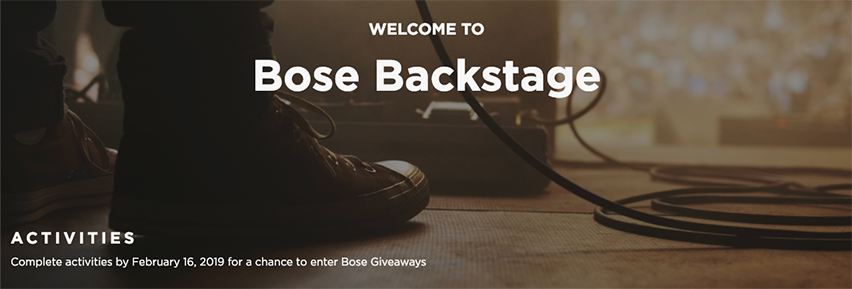 WELCOME TO
Bose Backstage
ACTIVITIES
Complete activities by February 16, 2019 for a chance to enter Bose Giveaways